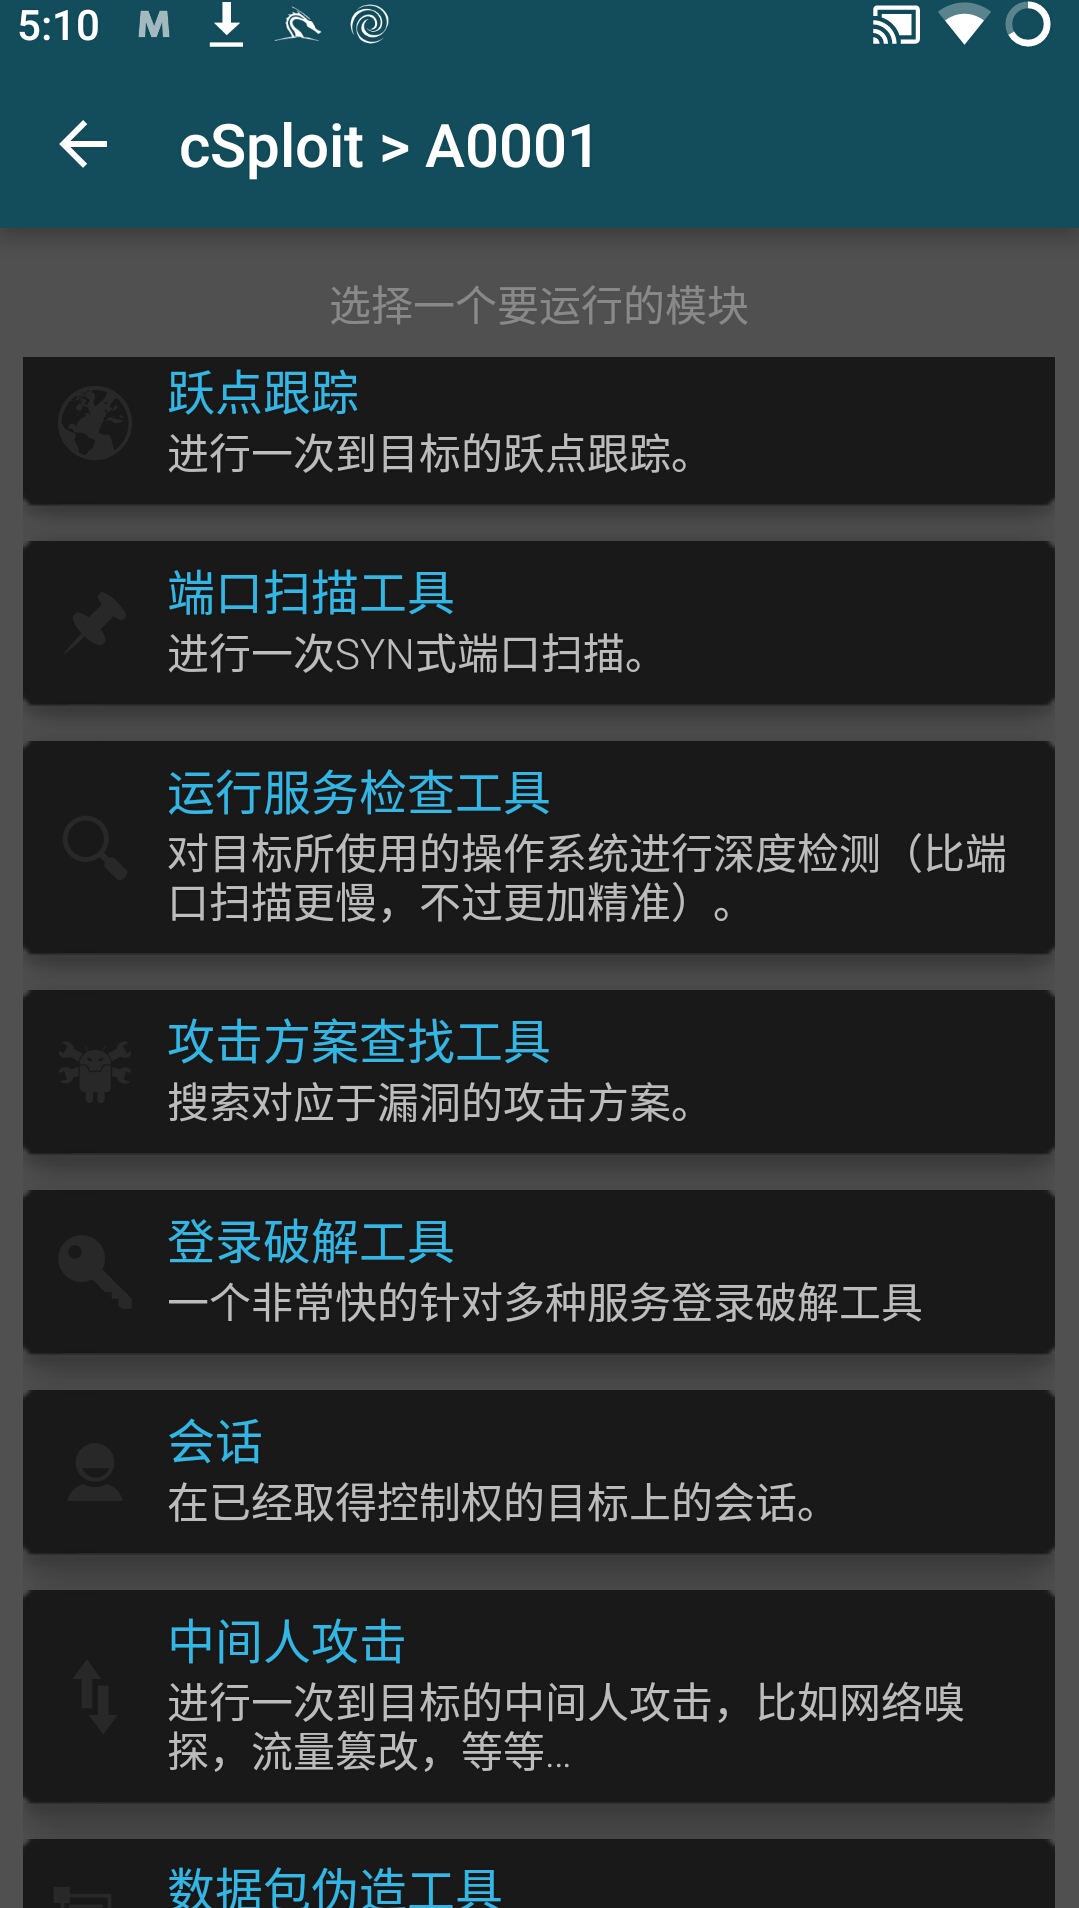 5:10
cSploit > A0001
选择一个要运行的模块
跃点跟踪
进行一次到目标的跃点跟踪。
端口扫描工具
进行一次SYN式端口扫描。
运行服务检查工具
对目标所使用的操作系统进行深度检测（比端
口扫描更慢，不过更加精准）。
攻击方案查找工具
搜索对应于漏洞的攻击方案。
登录破解工具
一个非常快的针对多种服务登录破解工具
会话
在已经取得控制权的目标上的会话。
中间人攻击
进行一次到目标的中间人攻击，比如网络嗅
探，流量篡改，等等...
数据包伪造工具